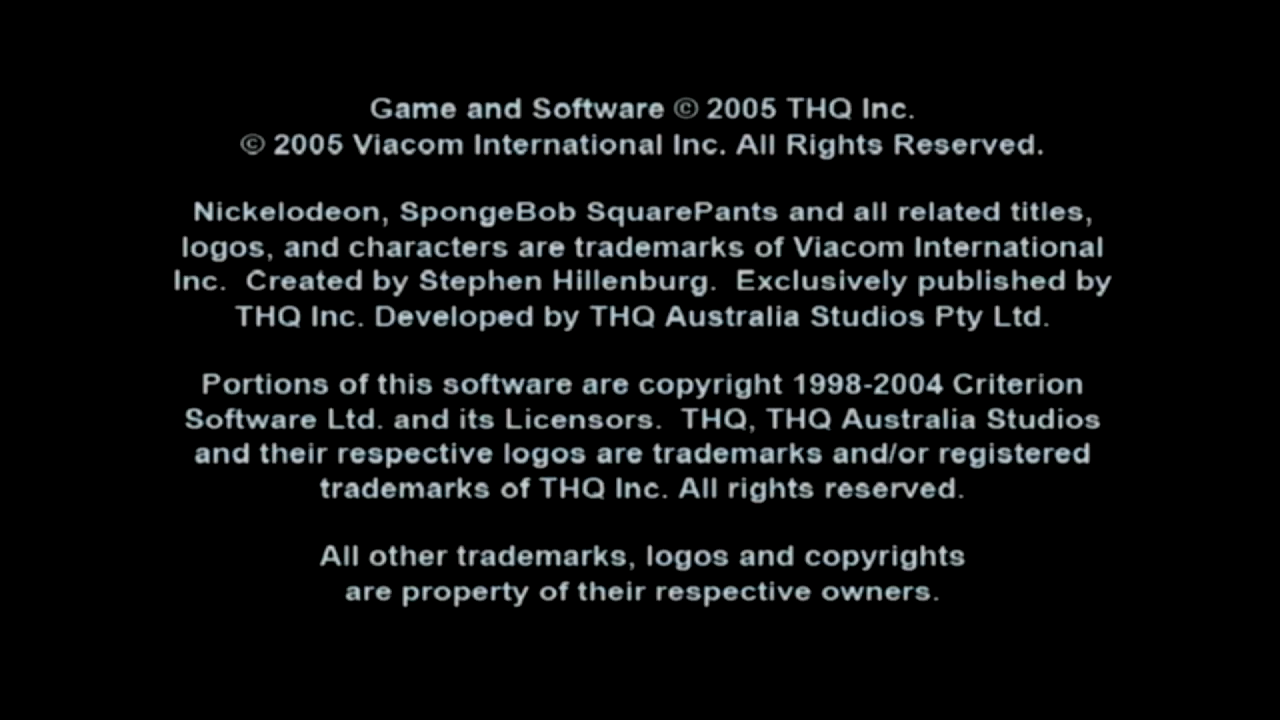 Game and Software © 2005 THQ Inc.
© 2005 Viacom International Inc. All Rights Reserved.
Nickelodeon, SpongeBob SquarePants and all related titles,
logos, and characters are trademarks of Viacom International
Inc.  Created by Stephen Hillenburg.  Exclusively published by
THQ Inc. Developed by THQ Australia Studios Pty Ltd.
Portions of this software are copyright 1998-2004 Criterion
Software Ltd. and its Licensors.  THQ, THQ Australia Studios
and their respective logos are trademarks and/or registered
trademarks of THQ Inc. All rights reserved.
All other trademarks, logos and copyrights
are property of their respective owners.